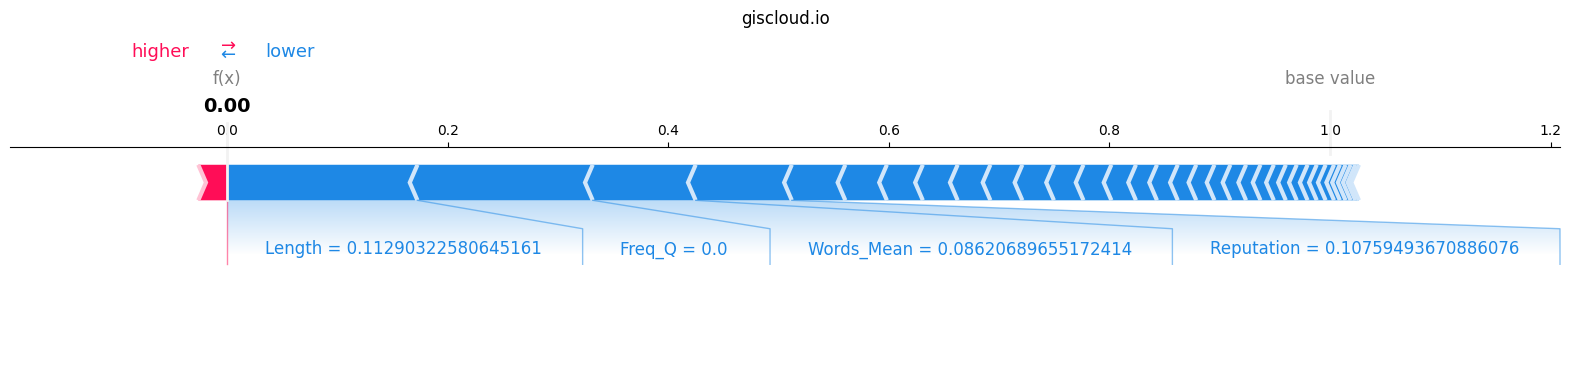 giscloud.io
higher ⇄ lower
f(x) base value
0.00
0.0 0.2 0.4 0.6 0.8 1.0 1.2
Length = 0.11290322580645161 Freq_Q = 0.0 Words_Mean = 0.08620689655172414 Reputation = 0.10759493670886076